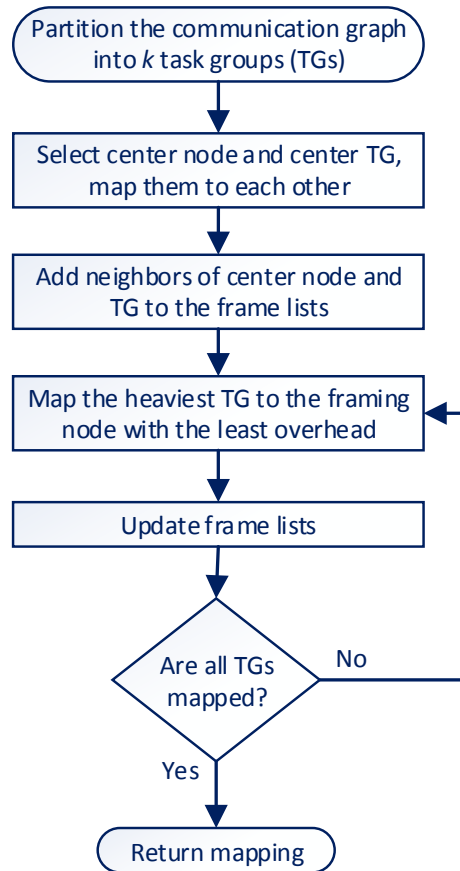 Partition the communication graph
into k task groups (TGs)
Select center node and center TG,
map them to each other
Add neighbors of center node and
TG to the frame lists
Map the heaviest TG to the framing
node with the least overhead
Update frame lists
Are all TGs
mapped?
No
Yes
Return mapping